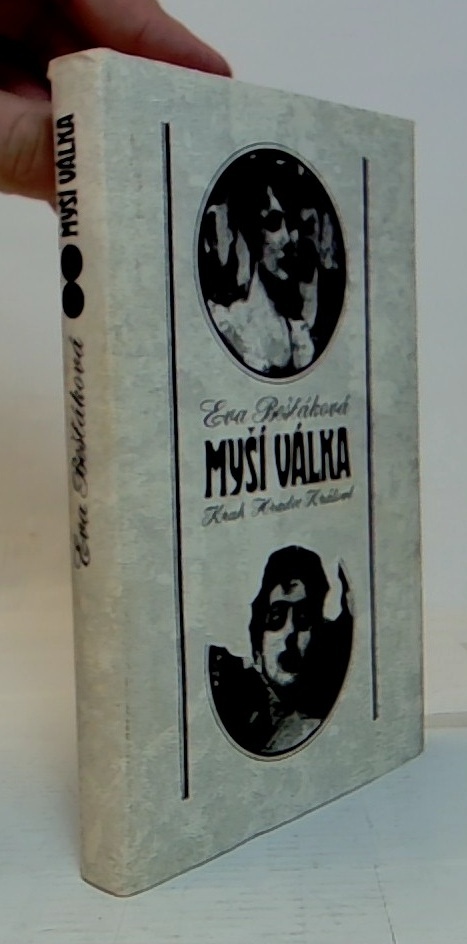 MYŠÍ VÁLKA
Eva Bešťáková
Eva Bešťáková
MYŠÍ VÁLKA
Kruh Hradec Králové